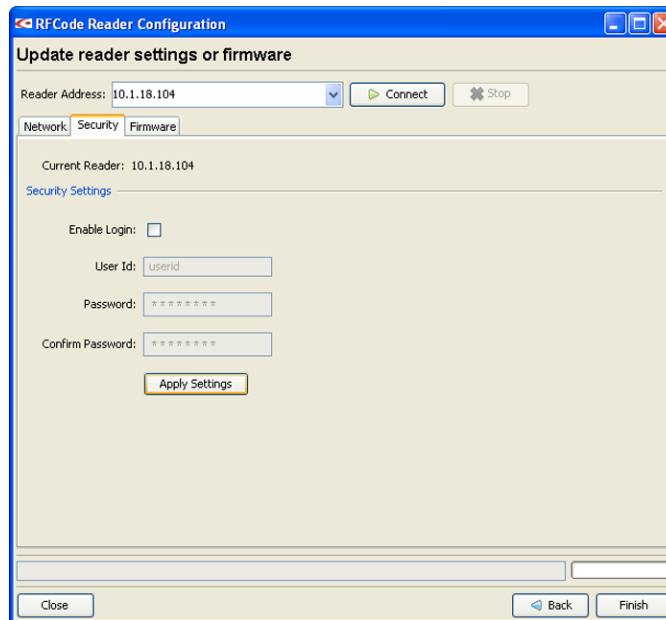 RFCode Reader Configuration
Update reader settings or firmware
Reader Address: 10.1.18.104 Connect Stop
Network Security Firmware
Current Reader: 10.1.18.104
Security Settings
Enable Login:
User Id: userid
Password: ********
Confirm Password: ********
Apply Settings
Close Back Finish